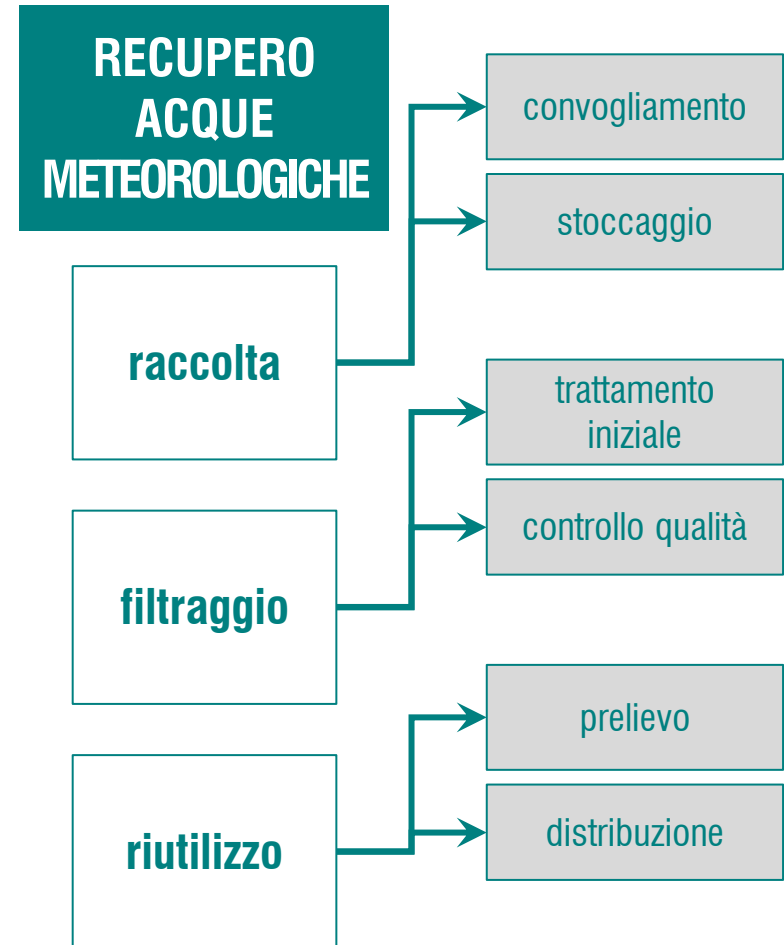 RECUPERO
ACQUE
METEOROLOGICHE
raccolta
convogliamento
stoccaggio
filtraggio
trattamento
iniziale
controllo qualità
riutilizzo
prelievo
distribuzione